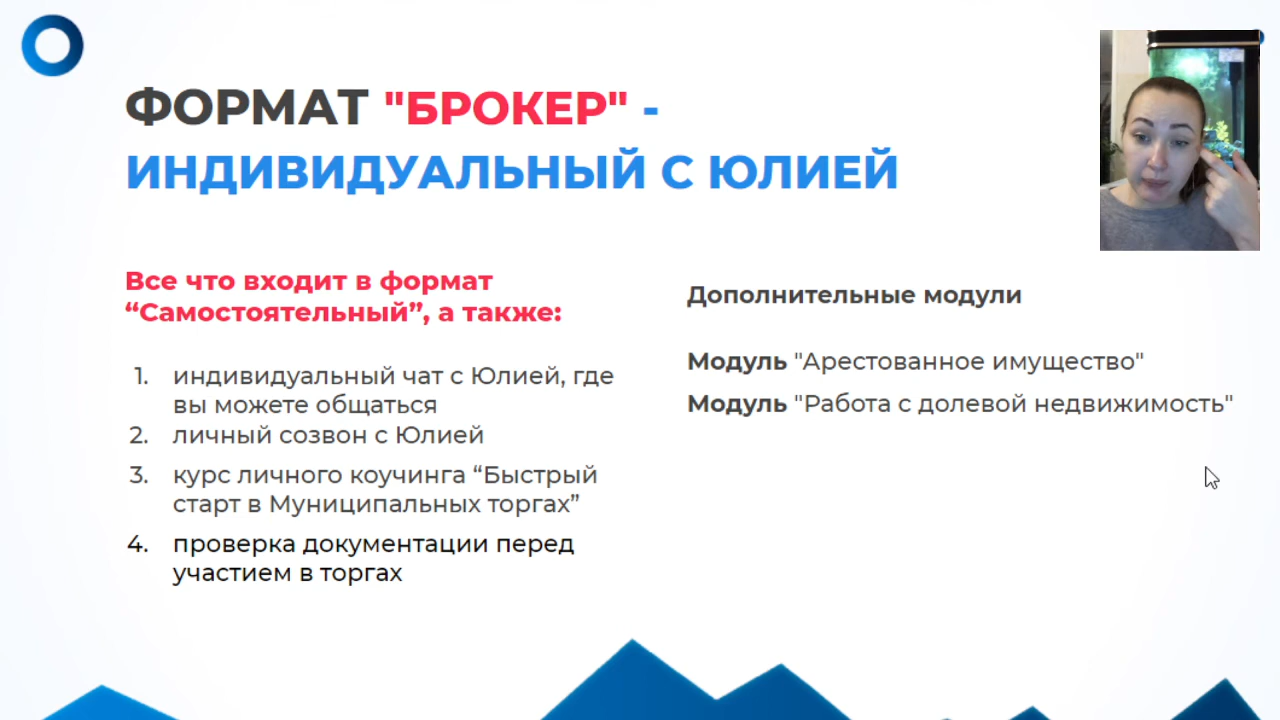 ФОРМАТ "БРОКЕР" -
ИНДИВИДУАЛЬНЫЙ С ЮЛИЕЙ
Все что входит в формат
“Самостоятельный”, а также:
1. индивидуальный чат с Юлией, где
вы можете общаться
2. личный созвон с Юлией
3. курс личного коучинга “Быстрый
старт в Муниципальных торгах”
4. проверка документации перед
участием в торгах
Дополнительные модули
Модуль "Арестованное имущество"
Модуль "Работа с долевой недвижимость"